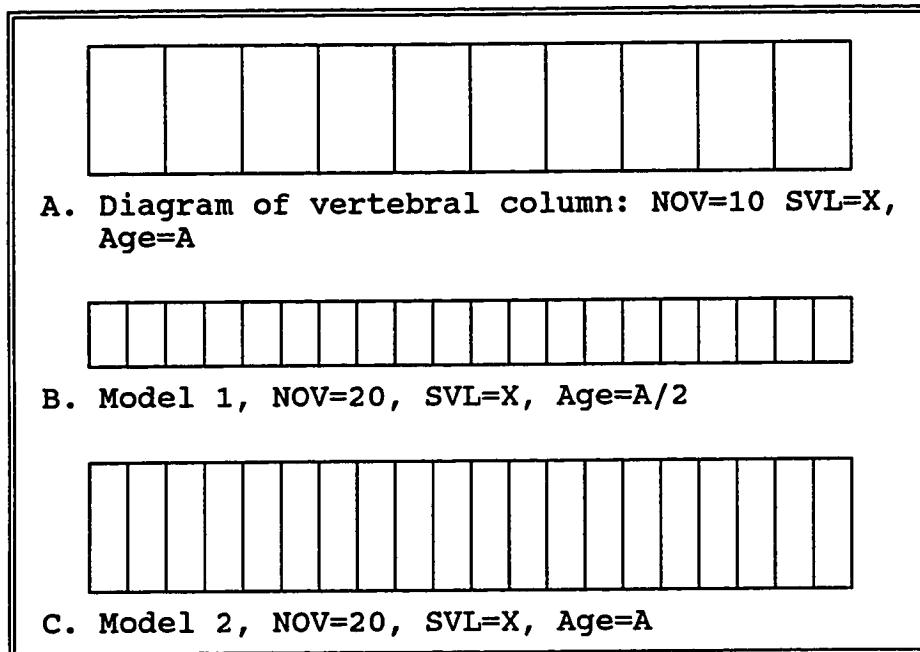 A. Diagram of vertebral column: NOV=10 SVL=X,
Age=A
B. Model 1, NOV=20, SVL=X, Age=A/2
C. Model 2, NOV=20, SVL=X, Age=A